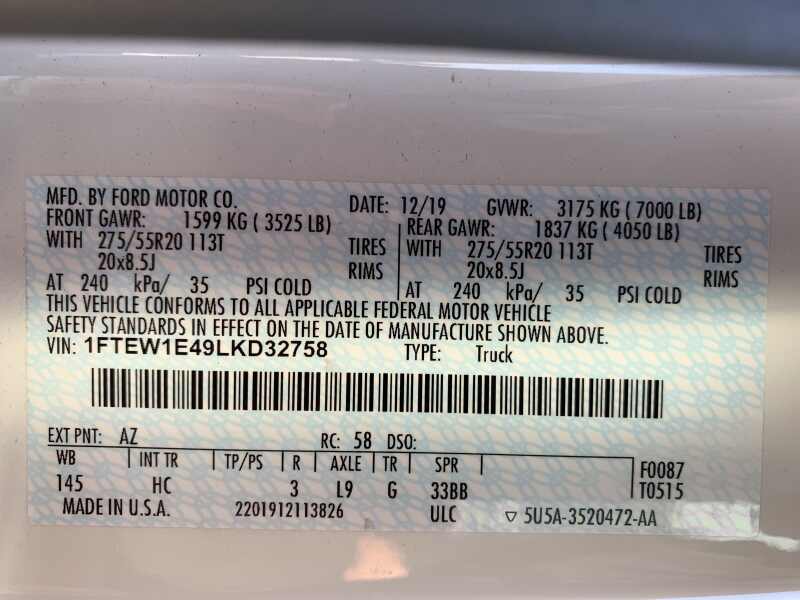 MFD. BY FORD MOTOR CO.
DATE: 12/19 GVWR: 3175 KG ( 7000 LB)
FRONT GAWR: 1599 KG ( 3525 LB)
WITH 275/55R20 113T TIRES
20x8.5J RIMS
AT 240 kPa/ 35 PSI COLD
REAR GAWR: 1837 KG ( 4050 LB)
WITH 275/55R20 113T TIRES
20x8.5J RIMS
AT 240 kPa/ 35 PSI COLD
THIS VEHICLE CONFORMS TO ALL APPLICABLE FEDERAL MOTOR VEHICLE
SAFETY STANDARDS IN EFFECT ON THE DATE OF MANUFACTURE SHOWN ABOVE.
VIN: 1FTEW1E49LKD32758 TYPE: Truck
EXT PNT: AZ RC: 58 DSO:
WB INT TR TP/PS R AXLE TR SPR F0087
145 HC 3 L9 G 33BB T0515
MADE IN U.S.A. 2201912113826 ULC ▽ 5U5A-3520472-AA